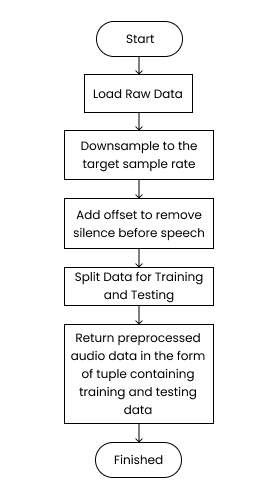 Start
Load Raw Data
Downsample to the
target sample rate
Add offset to remove
silence before speech
Split Data for Training
and Testing
Return preprocessed
audio data in the form
of tuple containing
training and testing
data
Finished